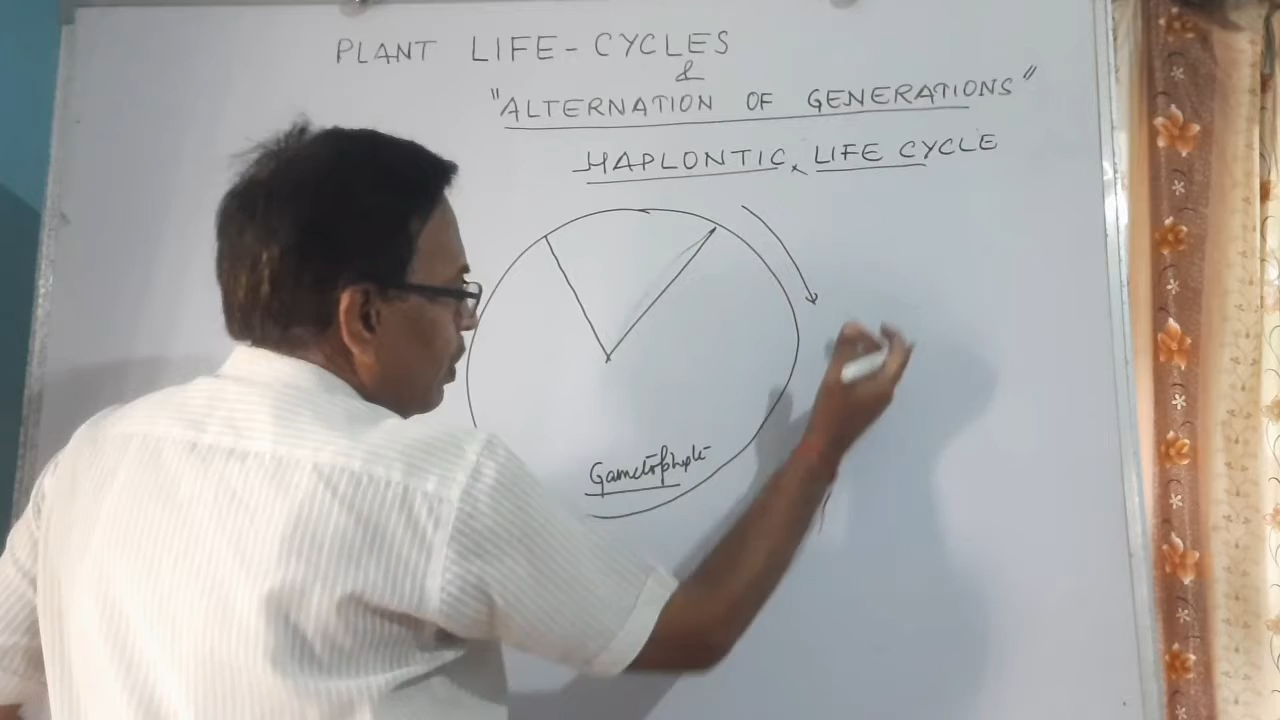 PLANT LIFE-CYCLES
&
"ALTERNATION OF GENERATIONS"
HAPLONTIC LIFE CYCLE
Gametophyte